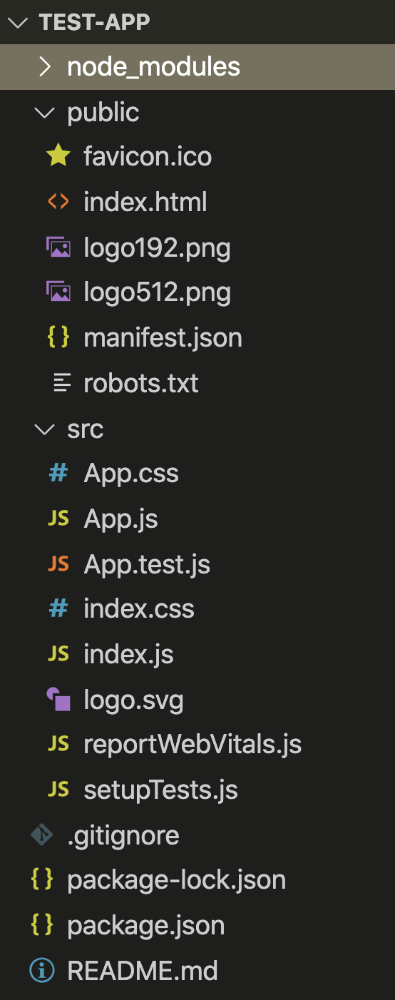 TEST-APP
node_modules
public
favicon.ico
index.html
logo192.png
logo512.png
{} manifest.json
robots.txt
src
# App.css
JS App.js
JS App.test.js
# index.css
JS index.js
logo.svg
JS reportWebVitals.js
JS setupTests.js
.gitignore
{} package-lock.json
{} package.json
README.md